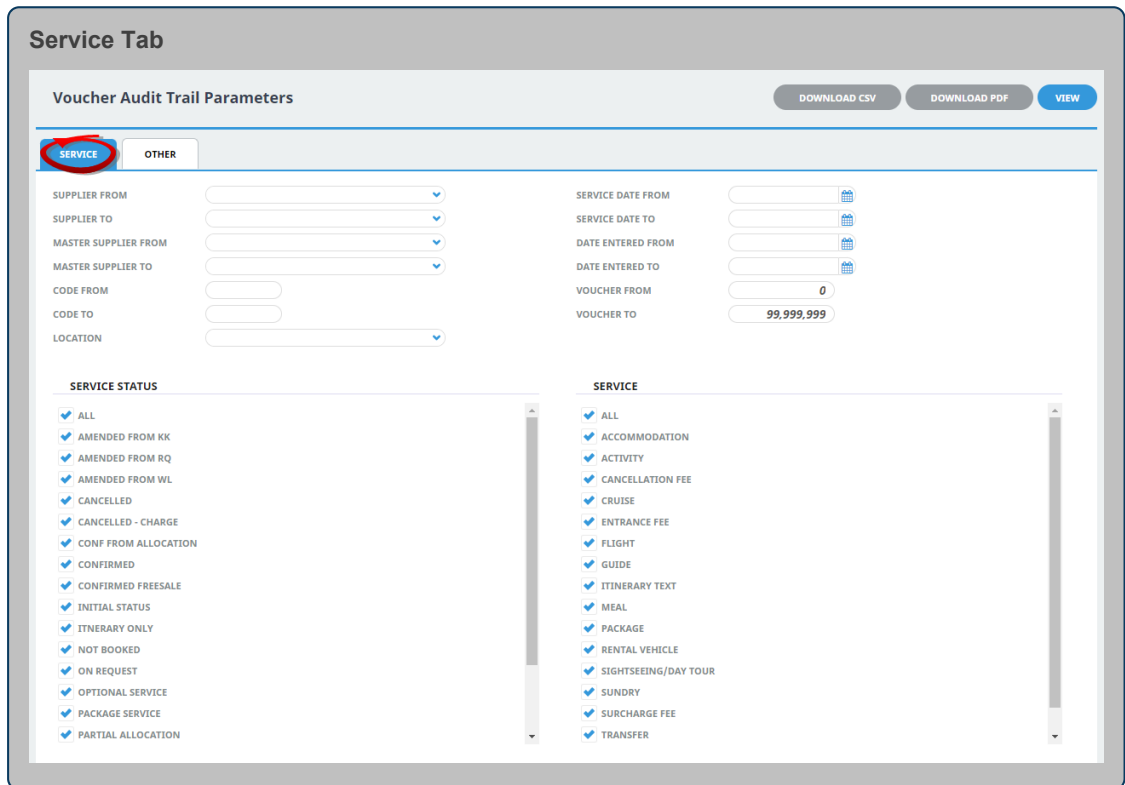 Service Tab
Voucher Audit Trail Parameters
DOWNLOAD CSV
DOWNLOAD PDF
VIEW
SERVICE
OTHER
SUPPLIER FROM
SUPPLIER TO
MASTER SUPPLIER FROM
MASTER SUPPLIER TO
CODE FROM
CODE TO
LOCATION
SERVICE DATE FROM
SERVICE DATE TO
DATE ENTERED FROM
DATE ENTERED TO
VOUCHER FROM 0
VOUCHER TO 99,999,999
SERVICE STATUS
ALL
AMENDED FROM KK
AMENDED FROM RQ
AMENDED FROM WL
CANCELLED
CANCELLED - CHARGE
CONF FROM ALLOCATION
CONFIRMED
CONFIRMED FREESALE
INITIAL STATUS
ITNERARY ONLY
NOT BOOKED
ON REQUEST
OPTIONAL SERVICE
PACKAGE SERVICE
PARTIAL ALLOCATION
SERVICE
ALL
ACCOMMODATION
ACTIVITY
CANCELLATION FEE
CRUISE
ENTRANCE FEE
FLIGHT
GUIDE
ITINERARY TEXT
MEAL
PACKAGE
RENTAL VEHICLE
SIGHTSEEING/DAY TOUR
SUNDRY
SURCHARGE FEE
TRANSFER